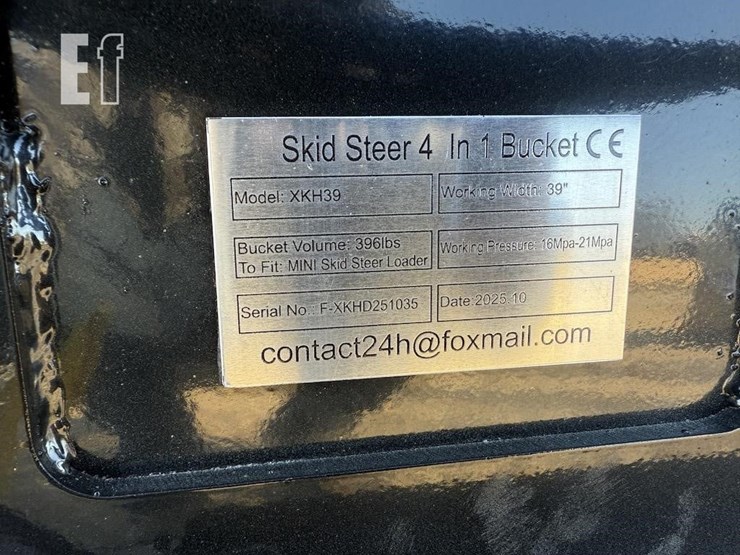 Ef
Skid Steer 4 In 1 Bucket CE
Model: XKH39
Working Width: 39"
Bucket Volume: 396lbs
To Fit: MINI Skid Steer Loader
Working Pressure: 16Mpa-21Mpa
Serial No.: F-XKHD251035
Date:2025.10
contact24h@foxmail.com